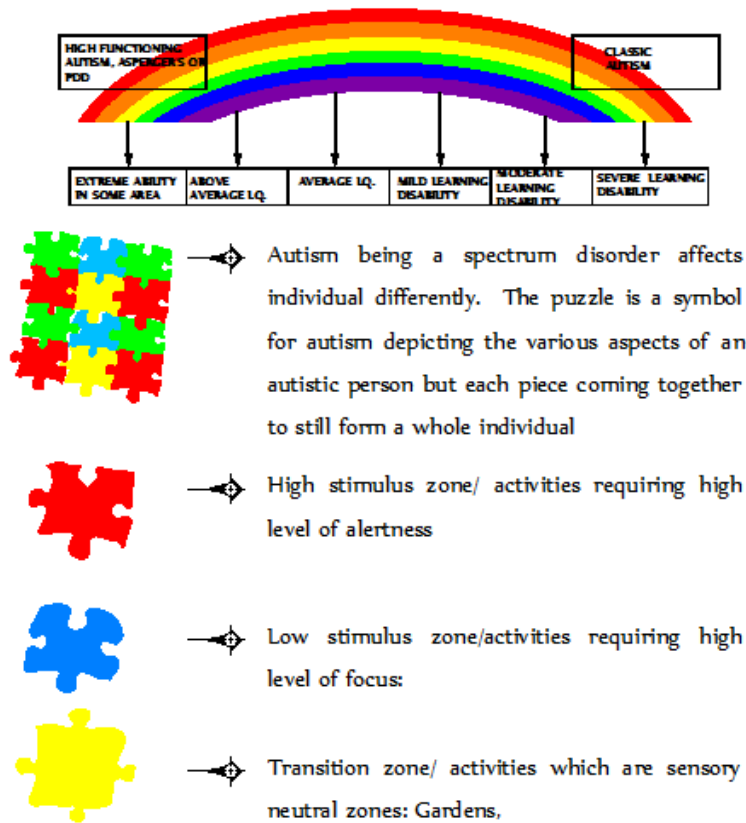 HIGH FUNCTIONING
AUTISM, ASPERGERS OR
PDD
CLASSIC
AUTISM
EXTREME ABILITY
IN SOME AREA
ABOVE
AVERAGE I.Q.
AVERAGE I.Q.
MILD LEARNING
DISABILITY
MODERATE
LEARNING
DISABILITY
SEVERE LEARNING
DISABILITY
Autism being a spectrum disorder affects
individual differently. The puzzle is a symbol
for autism depicting the various aspects of an
autistic person but each piece coming together
to still form a whole individual
High stimulus zone/ activities requiring high
level of alertness
Low stimulus zone/activities requiring high
level of focus:
Transition zone/ activities which are sensory
neutral zones: Gardens,